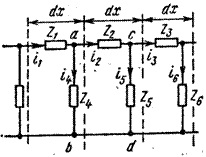 dx dx dx
Z1 a Z2 c Z3
i1 i4 i2 i5 i3 i6
Z4 Z5 Z6
b d